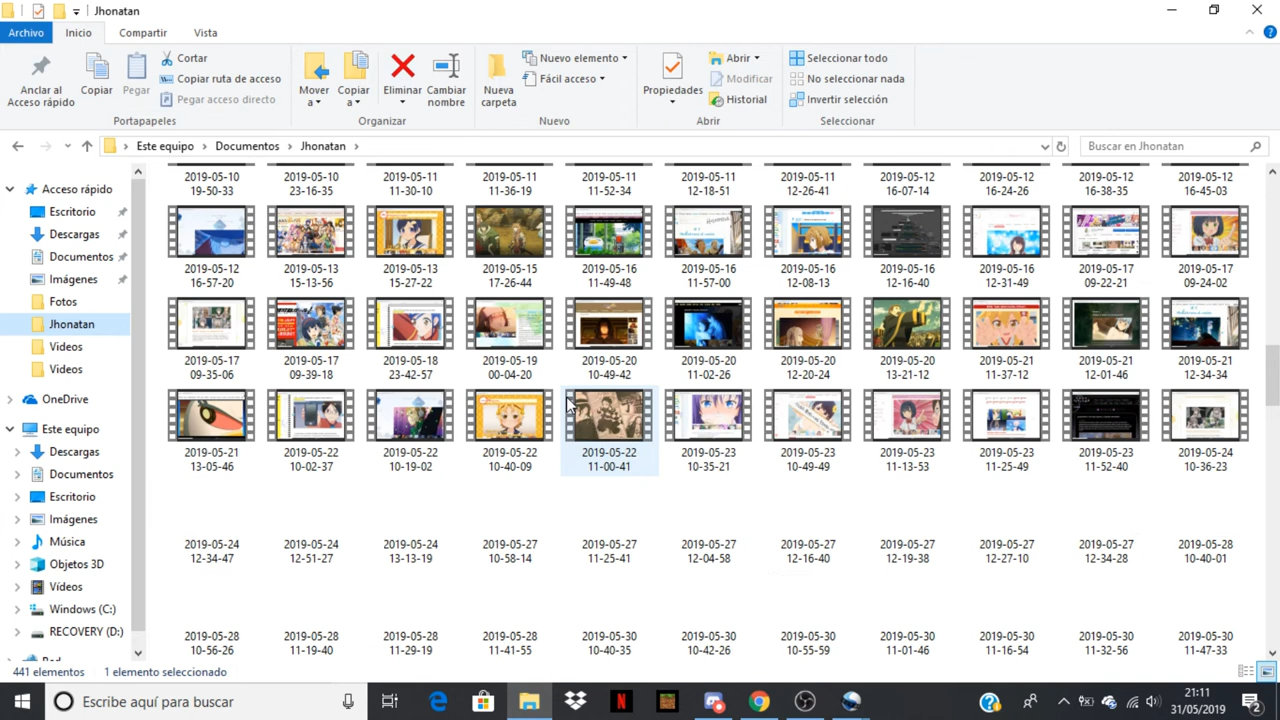 Jhonatan
Archivo Inicio Compartir Vista
Anclar al Acceso rápido
Copiar
Pegar
Cortar
Copiar ruta de acceso
Pegar acceso directo
Portapapeles
Mover a
Copiar a
Eliminar
Cambiar nombre
Organizar
Nueva carpeta
Nuevo elemento
Fácil acceso
Nuevo
Propiedades
Abrir
Modificar
Historial
Abrir
Seleccionar todo
No seleccionar nada
Invertir selección
Seleccionar
Este equipo > Documentos > Jhonatan >
Buscar en Jhonatan
Acceso rápido
Escritorio
Descargas
Documentos
Imágenes
Fotos
Jhonatan
Videos
Videos
OneDrive
Este equipo
Descargas
Documentos
Escritorio
Imágenes
Música
Objetos 3D
Vídeos
Windows (C:)
RECOVERY (D:)
2019-05-10 2019-05-10 2019-05-11 2019-05-11 2019-05-11 2019-05-11 2019-05-11 2019-05-12 2019-05-12 2019-05-12 2019-05-12
19-50-33 23-16-35 11-30-10 11-36-19 11-52-34 12-18-51 12-26-41 16-07-14 16-24-26 16-38-35 16-45-03
2019-05-12 2019-05-13 2019-05-13 2019-05-15 2019-05-16 2019-05-16 2019-05-16 2019-05-16 2019-05-16 2019-05-17 2019-05-17
16-57-20 15-13-56 15-27-22 17-26-44 11-49-48 11-57-00 12-08-13 12-16-40 12-31-49 09-22-21 09-24-02
2019-05-17 2019-05-17 2019-05-18 2019-05-19 2019-05-20 2019-05-20 2019-05-20 2019-05-20 2019-05-21 2019-05-21 2019-05-21
09-35-06 09-39-18 23-42-57 00-04-20 10-49-42 11-02-26 12-20-24 13-21-12 11-37-12 12-01-46 12-34-34
2019-05-21 2019-05-22 2019-05-22 2019-05-22 2019-05-22 2019-05-23 2019-05-23 2019-05-23 2019-05-23 2019-05-23 2019-05-24
13-05-46 10-02-37 10-19-02 10-40-09 11-00-41 10-35-21 10-49-49 11-13-53 11-25-49 11-52-40 10-36-23
2019-05-24 2019-05-24 2019-05-24 2019-05-27 2019-05-27 2019-05-27 2019-05-27 2019-05-27 2019-05-27 2019-05-27 2019-05-28
12-34-47 12-51-27 13-13-19 10-58-14 11-25-41 12-04-58 12-16-40 12-19-38 12-27-10 12-34-28 10-40-01
2019-05-28 2019-05-28 2019-05-28 2019-05-28 2019-05-30 2019-05-30 2019-05-30 2019-05-30 2019-05-30 2019-05-30 2019-05-30
10-56-26 11-19-40 11-29-19 11-41-55 10-40-35 10-42-26 10-55-59 11-01-46 11-16-54 11-32-56 11-47-33
441 elementos 1 elemento seleccionado
Escribe aquí para buscar
21:11
31/05/2019
2